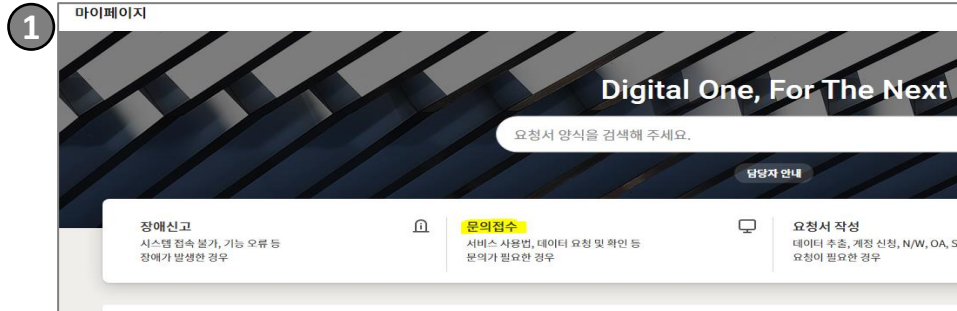 1
마이페이지
Digital One, For The Next
요청서 양식을 검색해 주세요.
담당자 안내
장애신고
시스템 접속 불가, 기능 오류 등
장애가 발생한 경우
문의접수
서비스 사용법, 데이터 요청 및 확인 등
문의가 필요한 경우
요청서 작성
데이터 추출, 계정 신청, N/W, OA, S
요청이 필요한 경우